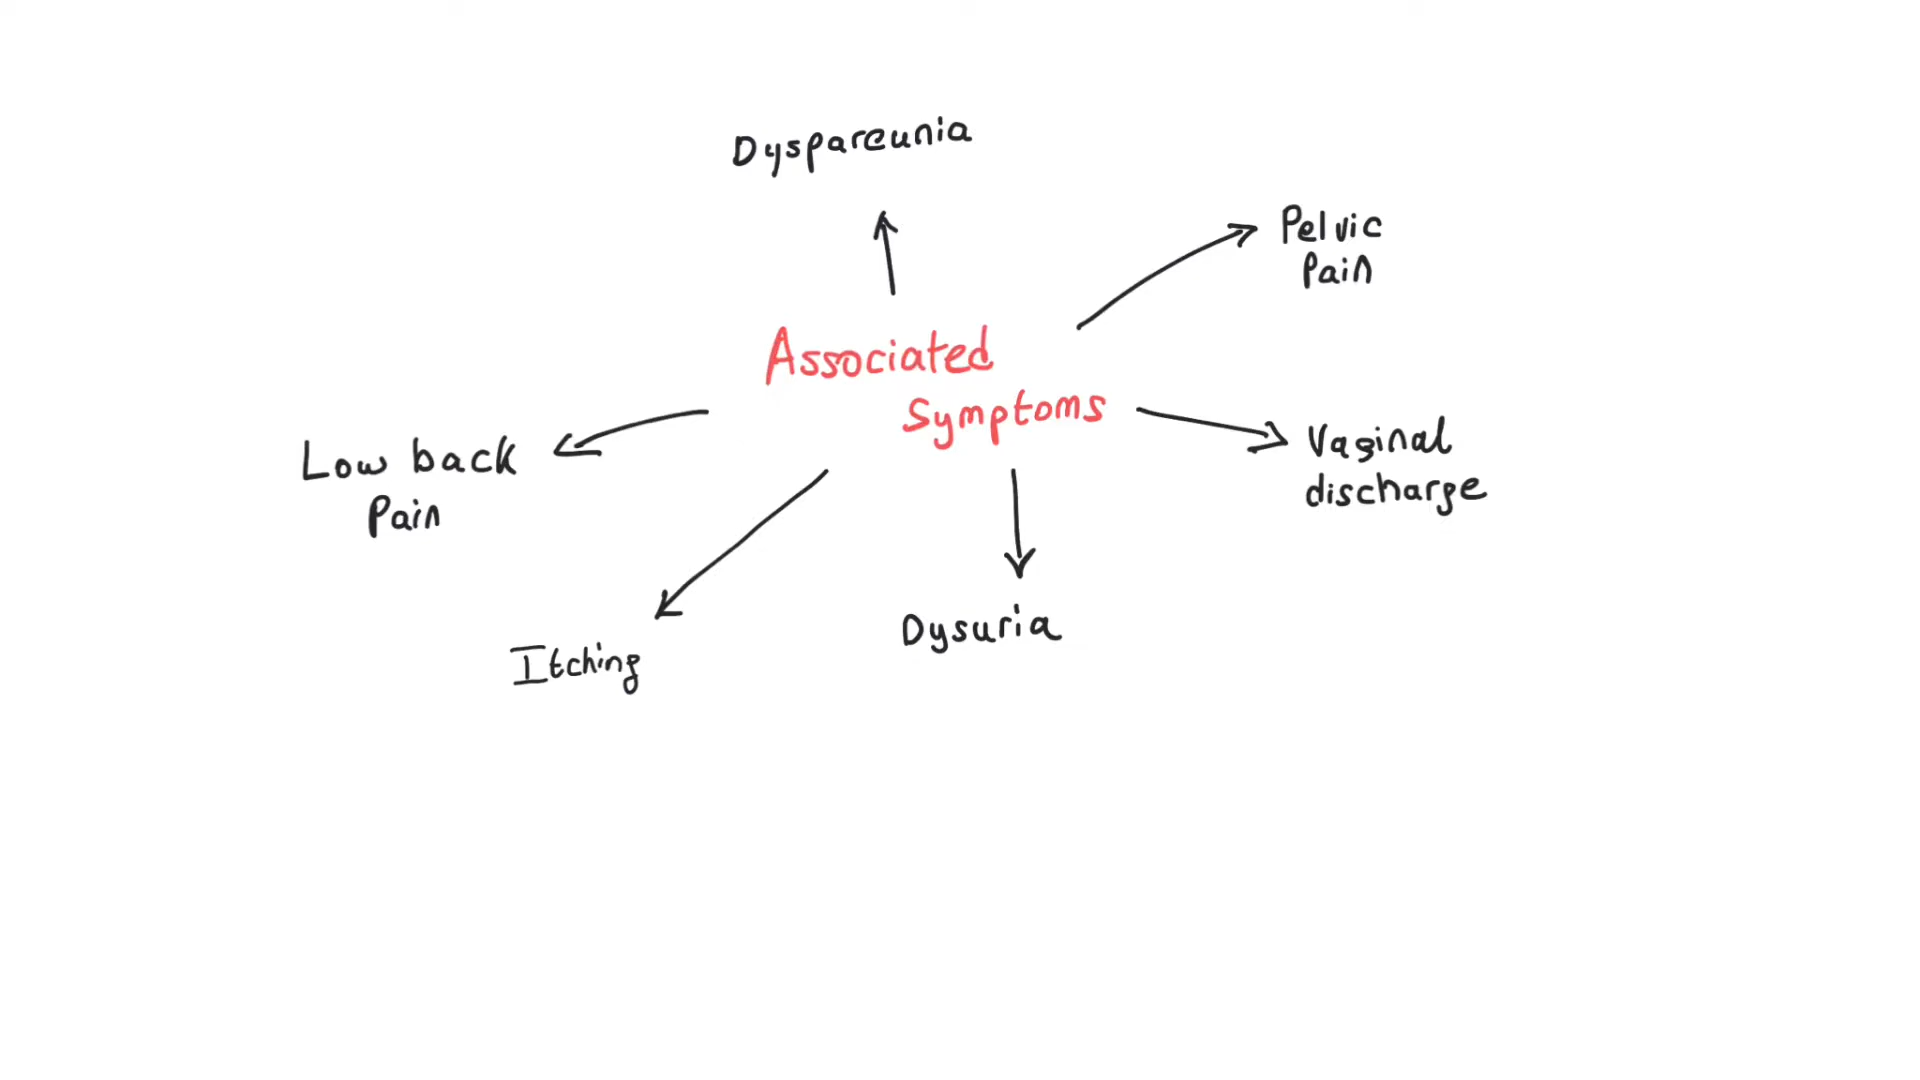 Dyspareunia
Pelvic
Pain
Associated
Symptoms
Low back
Pain
Vaginal
discharge
Itching
Dysuria